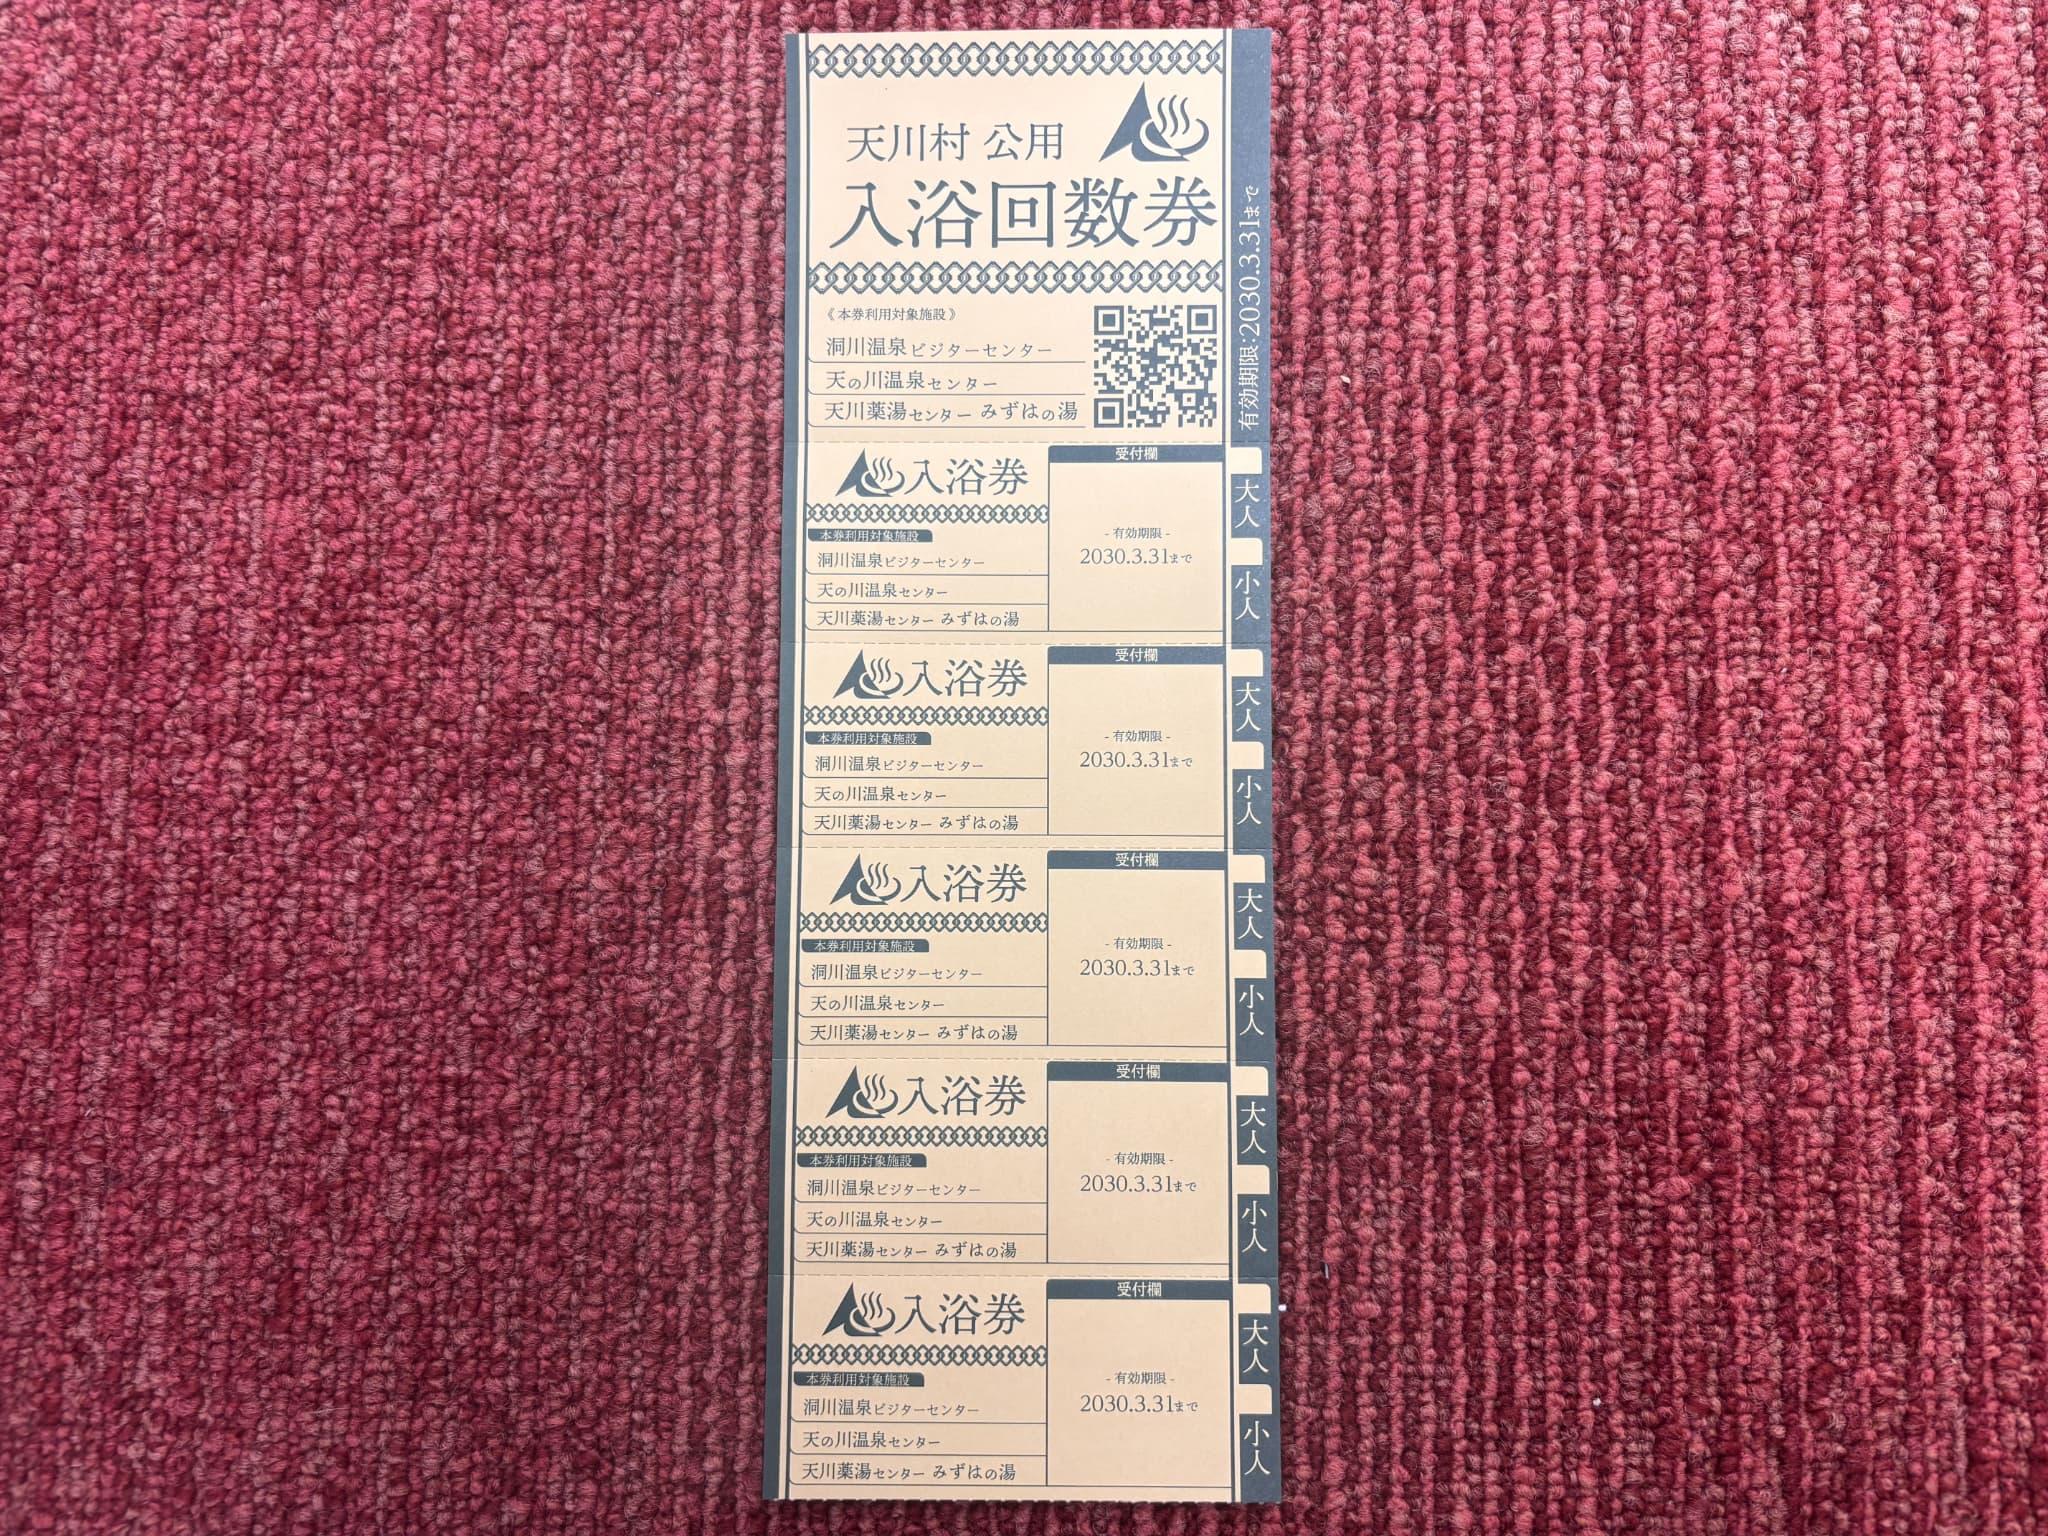 天川村 公用
入浴回数券
《本券利用対象施設》
洞川温泉ビジターセンター
天の川温泉センター
天川薬湯センター みずはの湯
有効期限:2030.3.31まで
入浴券
本券利用対象施設
洞川温泉ビジターセンター
天の川温泉センター
天川薬湯センター みずはの湯
受付欄
- 有効期限 -
2030.3.31まで
大人
小人
入浴券
本券利用対象施設
洞川温泉ビジターセンター
天の川温泉センター
天川薬湯センター みずはの湯
受付欄
- 有効期限 -
2030.3.31まで
大人
小人
入浴券
本券利用対象施設
洞川温泉ビジターセンター
天の川温泉センター
天川薬湯センター みずはの湯
受付欄
- 有効期限 -
2030.3.31まで
大人
小人
入浴券
本券利用対象施設
洞川温泉ビジターセンター
天の川温泉センター
天川薬湯センター みずはの湯
受付欄
- 有効期限 -
2030.3.31まで
大人
小人
入浴券
本券利用対象施設
洞川温泉ビジターセンター
天の川温泉センター
天川薬湯センター みずはの湯
受付欄
- 有効期限 -
2030.3.31まで
大人
小人